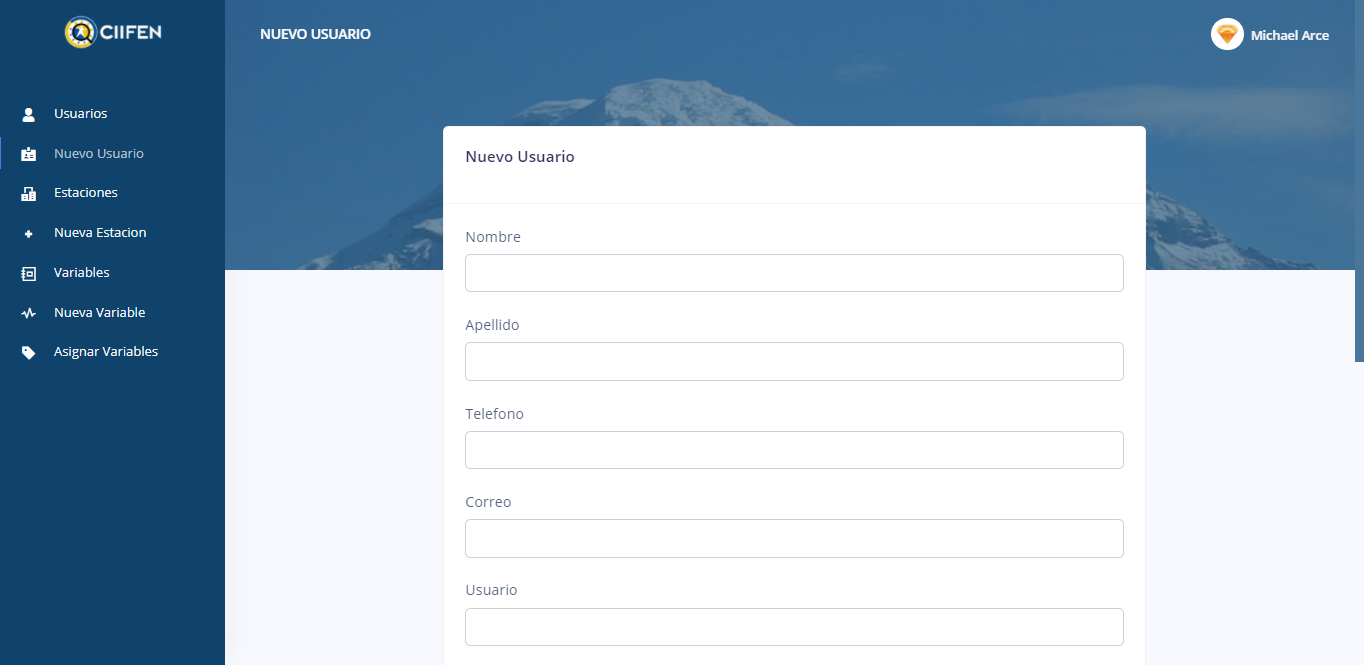 CIIFEN
NUEVO USUARIO
Michael Arce
Usuarios
Nuevo Usuario
Estaciones
Nueva Estacion
Variables
Nueva Variable
Asignar Variables
Nuevo Usuario
Nombre
Apellido
Telefono
Correo
Usuario